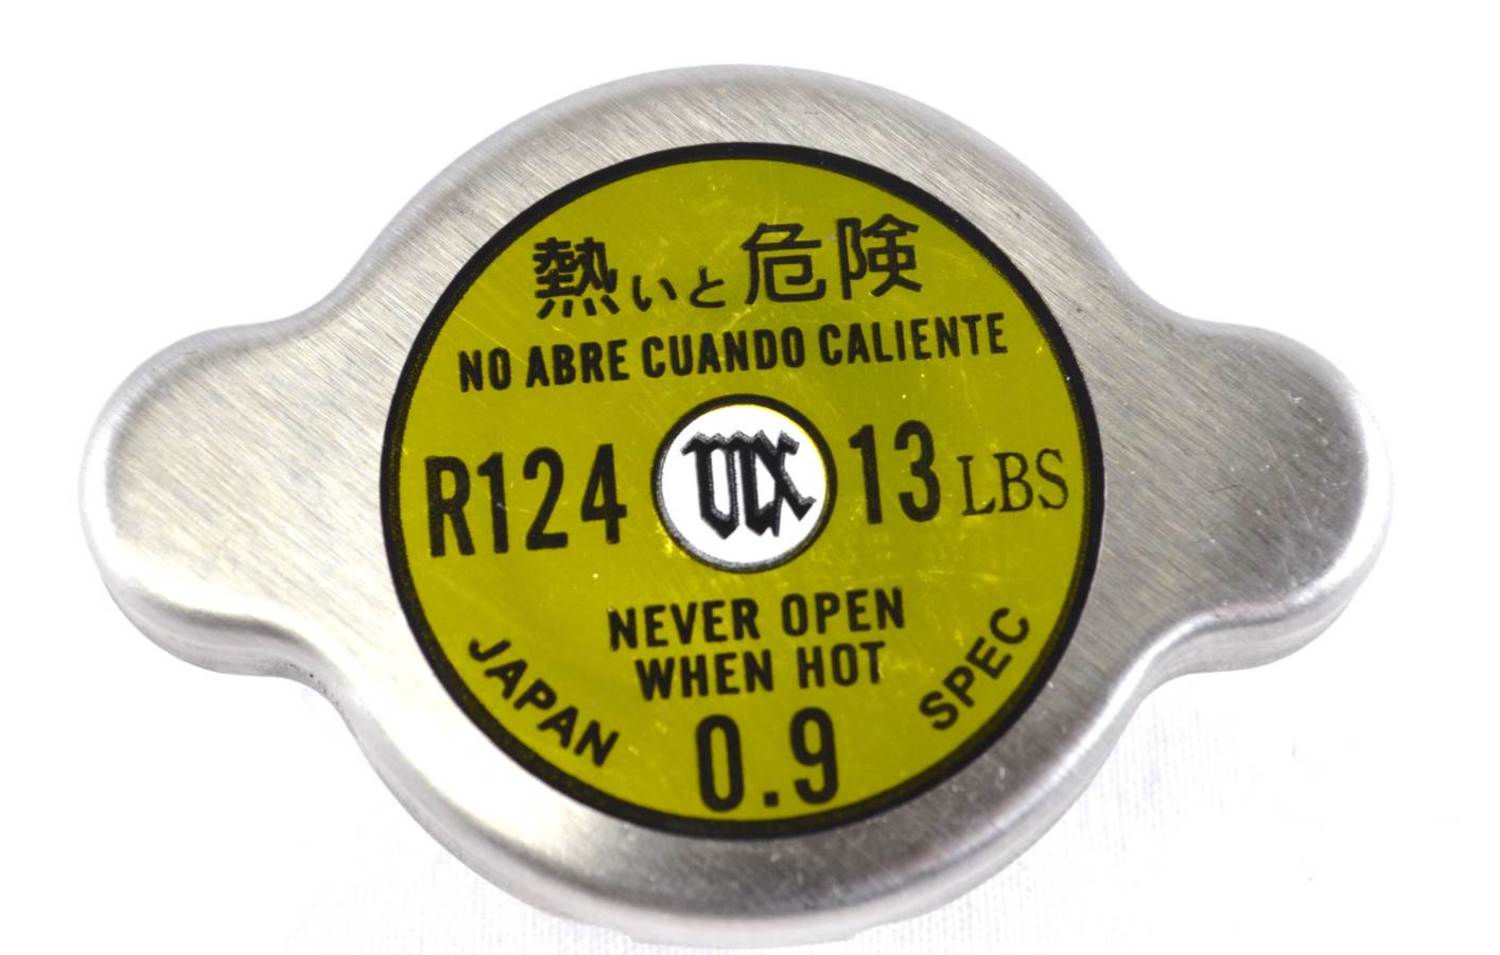 熱いと危険
NO ABRE CUANDO CALIENTE
R124
13 LBS
NEVER OPEN
WHEN HOT
JAPAN
SPEC
0.9